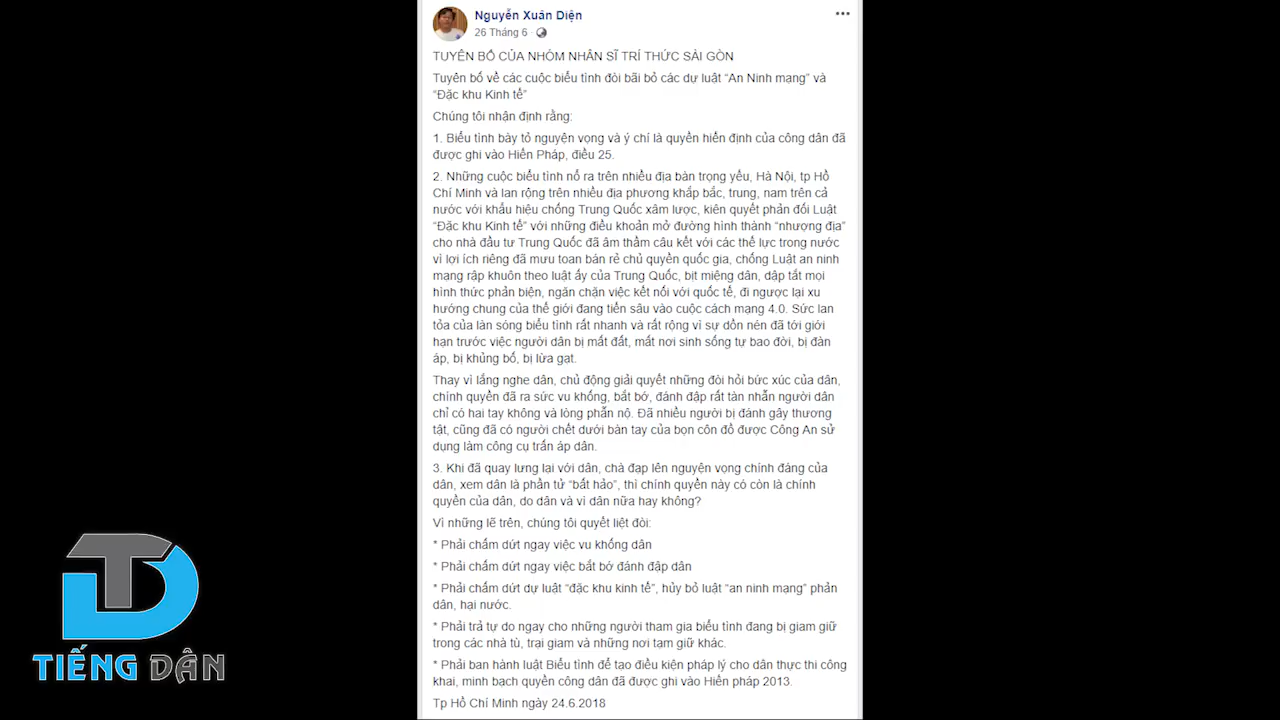 Nguyễn Xuân Diện
26 Tháng 6 ·
TUYÊN BỐ CỦA NHÓM NHÂN SĨ TRÍ THỨC SÀI GÒN
Tuyên bố về các cuộc biểu tình đòi bãi bỏ các dự luật “An Ninh mạng” và
“Đặc khu Kinh tế”
Chúng tôi nhận định rằng:
1. Biểu tình bày tỏ nguyện vọng và ý chí là quyền hiến định của công dân đã
được ghi vào Hiến Pháp, điều 25.
2. Những cuộc biểu tình nổ ra trên nhiều địa bàn trọng yếu, Hà Nội, tp Hồ
Chí Minh và lan rộng trên nhiều địa phương khắp bắc, trung, nam trên cả
nước với khẩu hiệu chống Trung Quốc xâm lược, kiên quyết phản đối Luật
“Đặc khu Kinh tế” với những điều khoản mở đường hình thành “nhượng địa”
cho nhà đầu tư Trung Quốc đã âm thầm câu kết với các thế lực trong nước
vì lợi ích riêng đã mưu toan bán rẻ chủ quyền quốc gia, chống Luật an ninh
mạng rập khuôn theo luật ấy của Trung Quốc, bịt miệng dân, dập tắt mọi
hình thức phản biện, ngăn chặn việc kết nối với quốc tế, đi ngược lại xu
hướng chung của thế giới đang tiến sâu vào cuộc cách mạng 4.0. Sức lan
tỏa của làn sóng biểu tình rất nhanh và rất rộng vì sự dồn nén đã tới giới
hạn trước việc người dân bị mất đất, mất nơi sinh sống tự bao đời, bị đàn
áp, bị khủng bố, bị lừa gạt.
Thay vì lắng nghe dân, chủ động giải quyết những đòi hỏi bức xúc của dân,
chính quyền đã ra sức vu khống, bắt bớ, đánh đập rất tàn nhẫn người dân
chỉ có hai tay không và lòng phẫn nộ. Đã nhiều người bị đánh gây thương
tật, cũng đã có người chết dưới bàn tay của bọn côn đồ được Công An sử
dụng làm công cụ trấn áp dân.
3. Khi đã quay lưng lại với dân, chà đạp lên nguyện vọng chính đáng của
dân, xem dân là phần tử “bất hảo”, thì chính quyền này có còn là chính
quyền của dân, do dân và vì dân nữa hay không?
Vì những lẽ trên, chúng tôi quyết liệt đòi:
* Phải chấm dứt ngay việc vu khống dân
* Phải chấm dứt ngay việc bắt bớ đánh đập dân
* Phải chấm dứt dự luật “đặc khu kinh tế”, hủy bỏ luật “an ninh mạng” phản
dân, hại nước.
* Phải trả tự do ngay cho những người tham gia biểu tình đang bị giam giữ
trong các nhà tù, trại giam và những nơi tạm giữ khác.
* Phải ban hành luật Biểu tình để tạo điều kiện pháp lý cho dân thực thi công
khai, minh bạch quyền công dân đã được ghi vào Hiến pháp 2013.
Tp Hồ Chí Minh ngày 24.6.2018
TD
TIẾNG DÂN